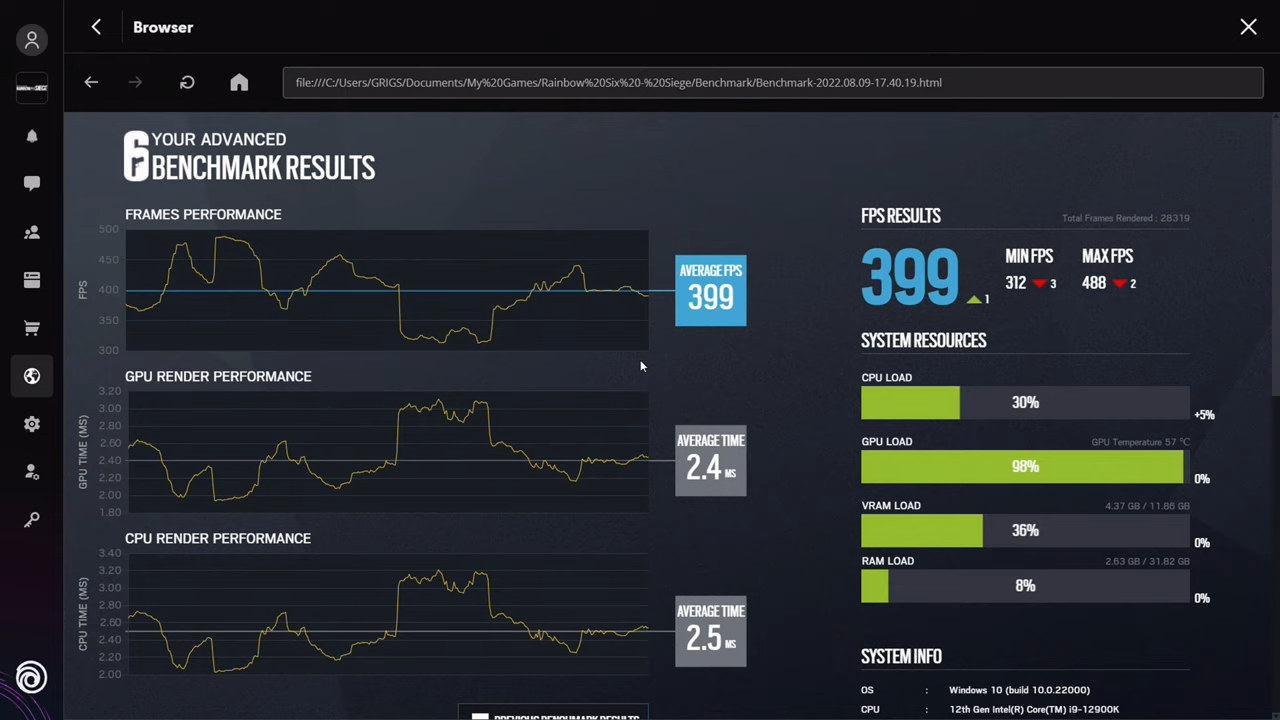 Browser
file:///C:/Users/GRIGS/Documents/My%20Games/Rainbow%20Six%20-%20Siege/Benchmark/Benchmark-2022.08.09-17.40.19.html
YOUR ADVANCED
BENCHMARK RESULTS
FRAMES PERFORMANCE
FPS
500
450
400
350
300
AVERAGE FPS
399
GPU RENDER PERFORMANCE
GPU TIME (MS)
3.20
3.00
2.80
2.60
2.40
2.20
2.00
1.80
AVERAGE TIME
2.4 MS
CPU RENDER PERFORMANCE
CPU TIME (MS)
3.40
3.20
3.00
2.80
2.60
2.40
2.20
2.00
AVERAGE TIME
2.5 MS
PREVIOUS BENCHMARK RESULTS
FPS RESULTS
Total Frames Rendered : 28319
399 1
MIN FPS
312 3
MAX FPS
488 2
SYSTEM RESOURCES
CPU LOAD
30%
+5%
GPU LOAD
GPU Temperature 57 °C
98%
0%
VRAM LOAD
4.37 GB / 11.86 GB
36%
0%
RAM LOAD
2.63 GB / 31.82 GB
8%
0%
SYSTEM INFO
OS : Windows 10 (build 10.0.22000)
CPU : 12th Gen Intel(R) Core(TM) i9-12900K